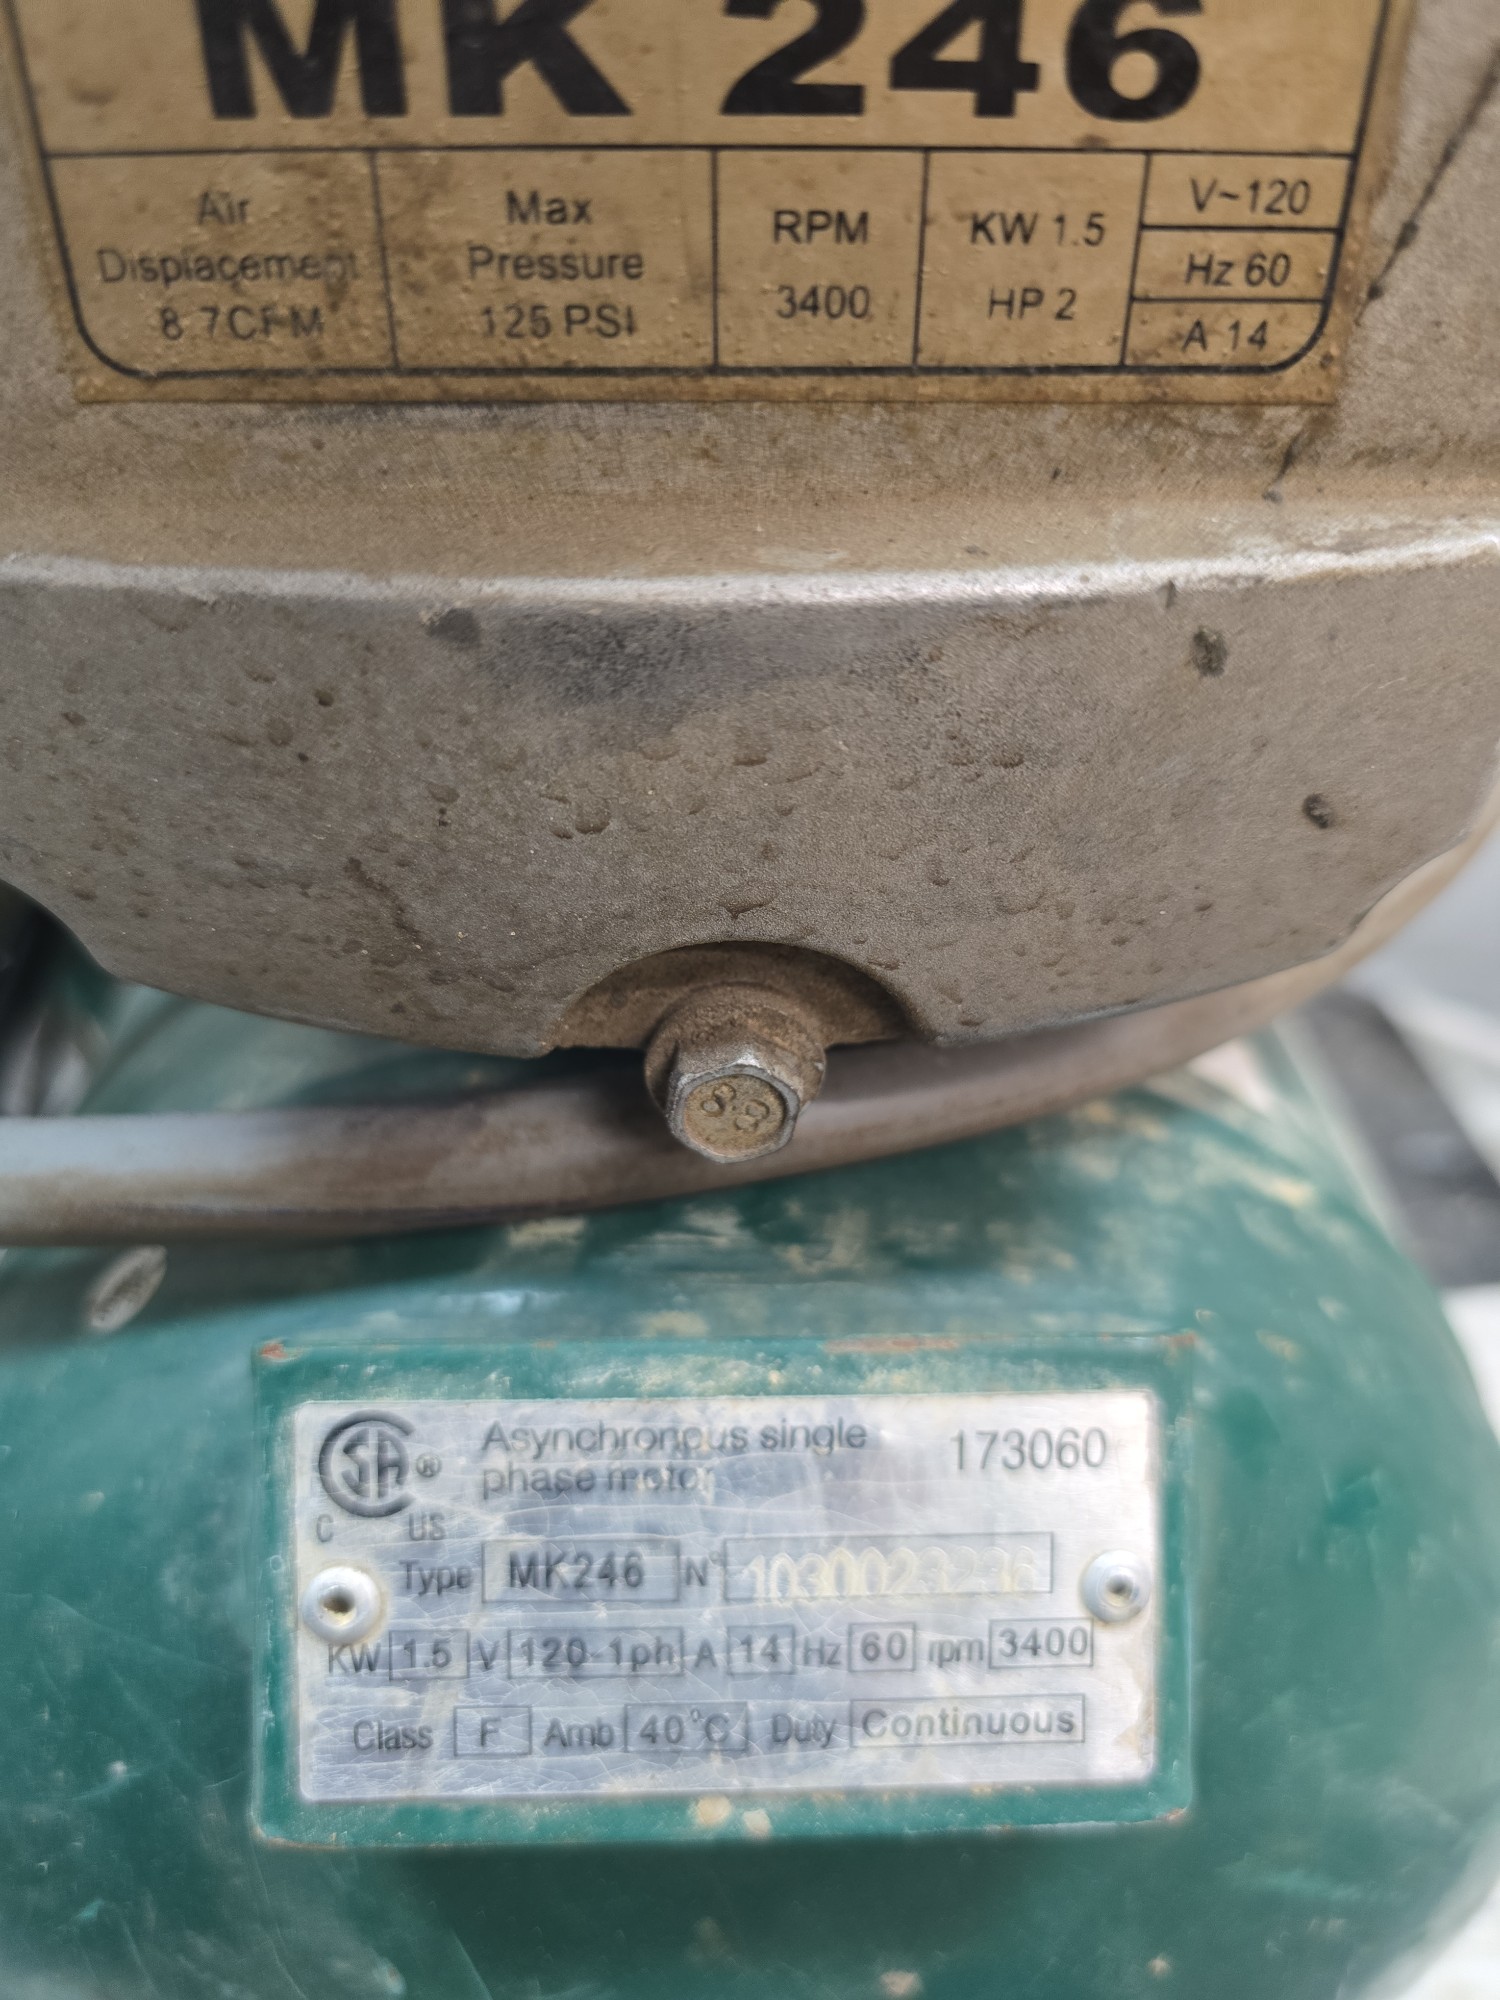 MK 246
Air
Displacement
8.7CFM
Max
Pressure
125 PSI
RPM
3400
KW 1.5
HP 2
V~120
Hz 60
A 14
8.8
CSA ®
C US
Asynchronous single
phase motor
173060
Type MK246 N° 1030023236
KW 1.5 V 120-1ph A 14 Hz 60 rpm 3400
Class F Amb 40°C Duty Continuous